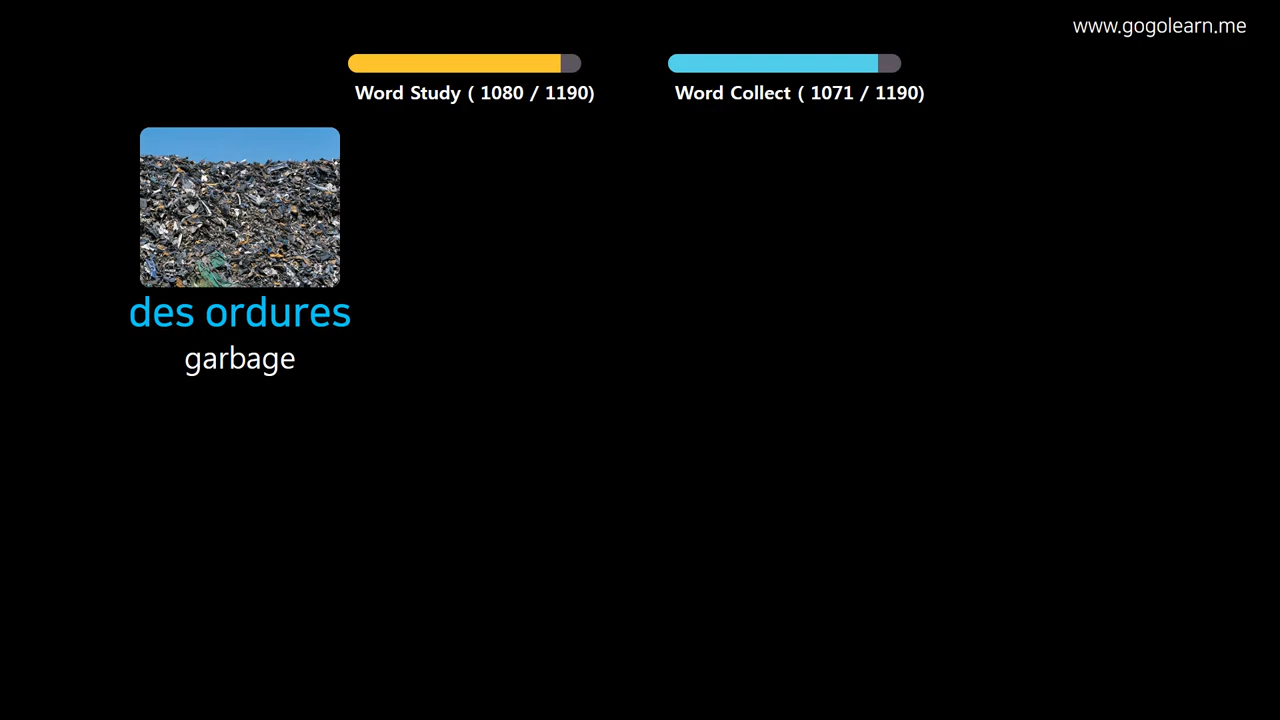 www.gogolearn.me
Word Study ( 1080 / 1190)
Word Collect ( 1071 / 1190)
des ordures
garbage